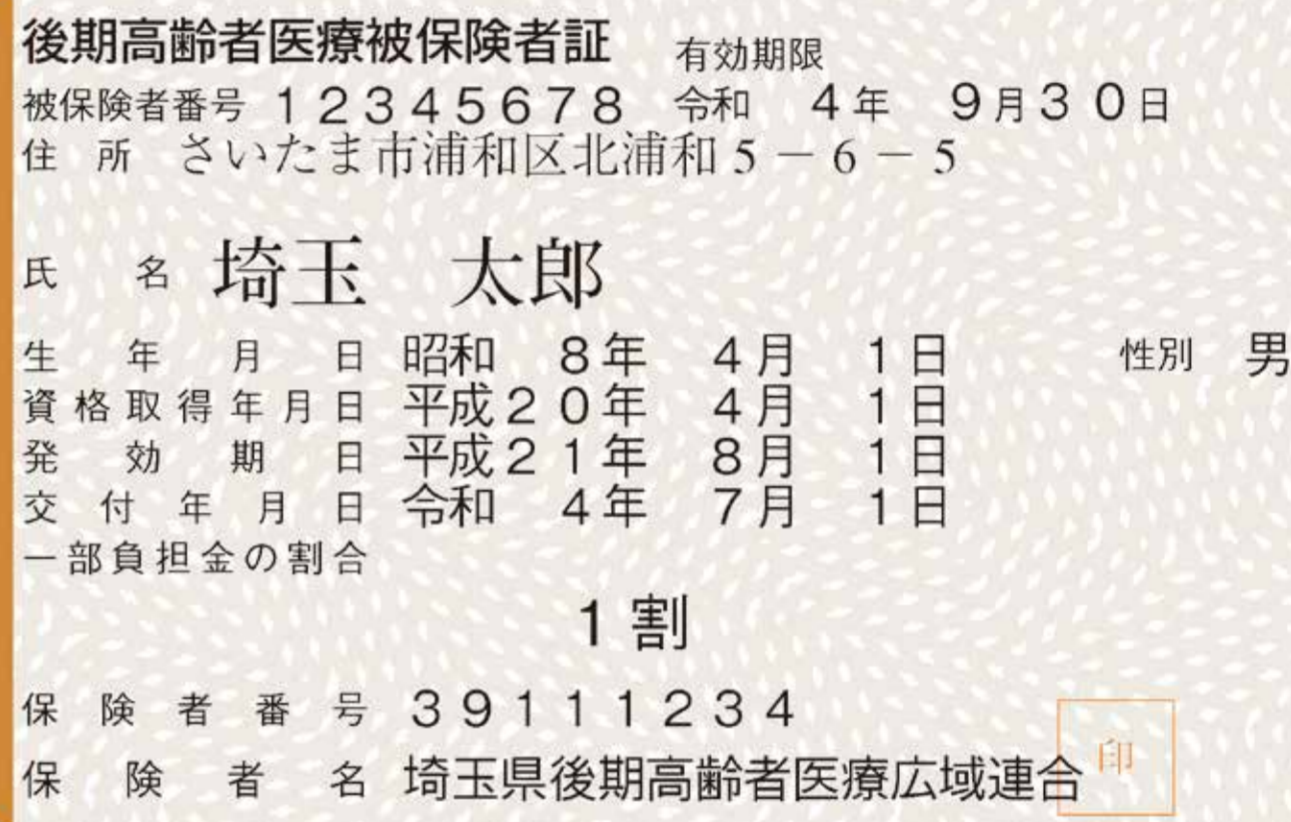 後期高齢者医療被保険者証 有効期限
被保険者番号 12345678 令和 4年 9月30日
住所 さいたま市浦和区北浦和5-6-5
氏名 埼玉 太郎
生年月日 昭和 8年 4月 1日 性別 男
資格取得年月日 平成20年 4月 1日
発効期日 平成21年 8月 1日
交付年月日 令和 4年 7月 1日
一部負担金の割合
1割
保険者番号 39111234
保険者名 埼玉県後期高齢者医療広域連合 印